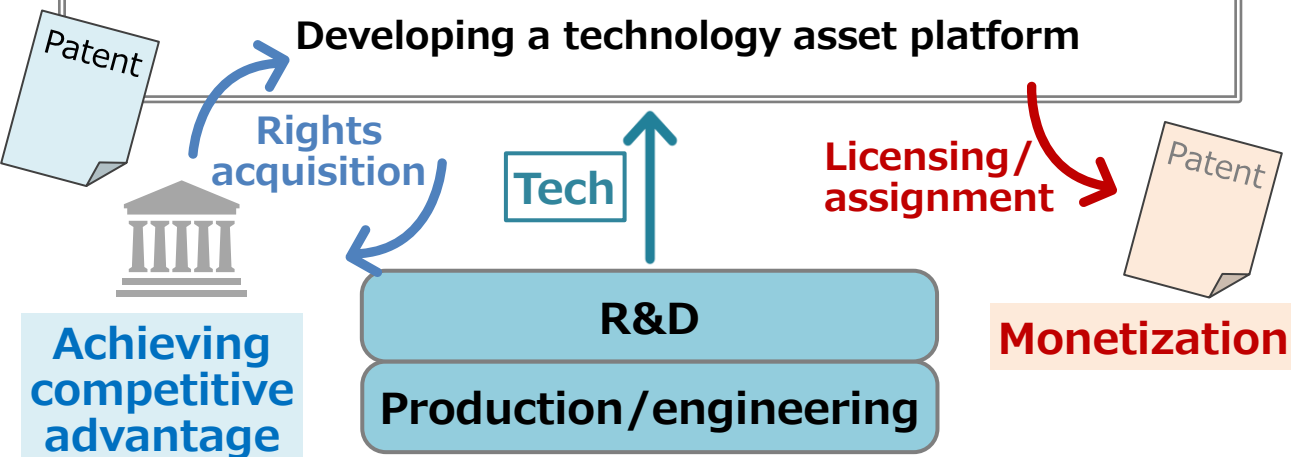 Patent
Developing a technology asset platform
Rights
acquisition
Tech
Licensing/
assignment
Patent
R&D
Production/engineering
Achieving
competitive
advantage
Monetization